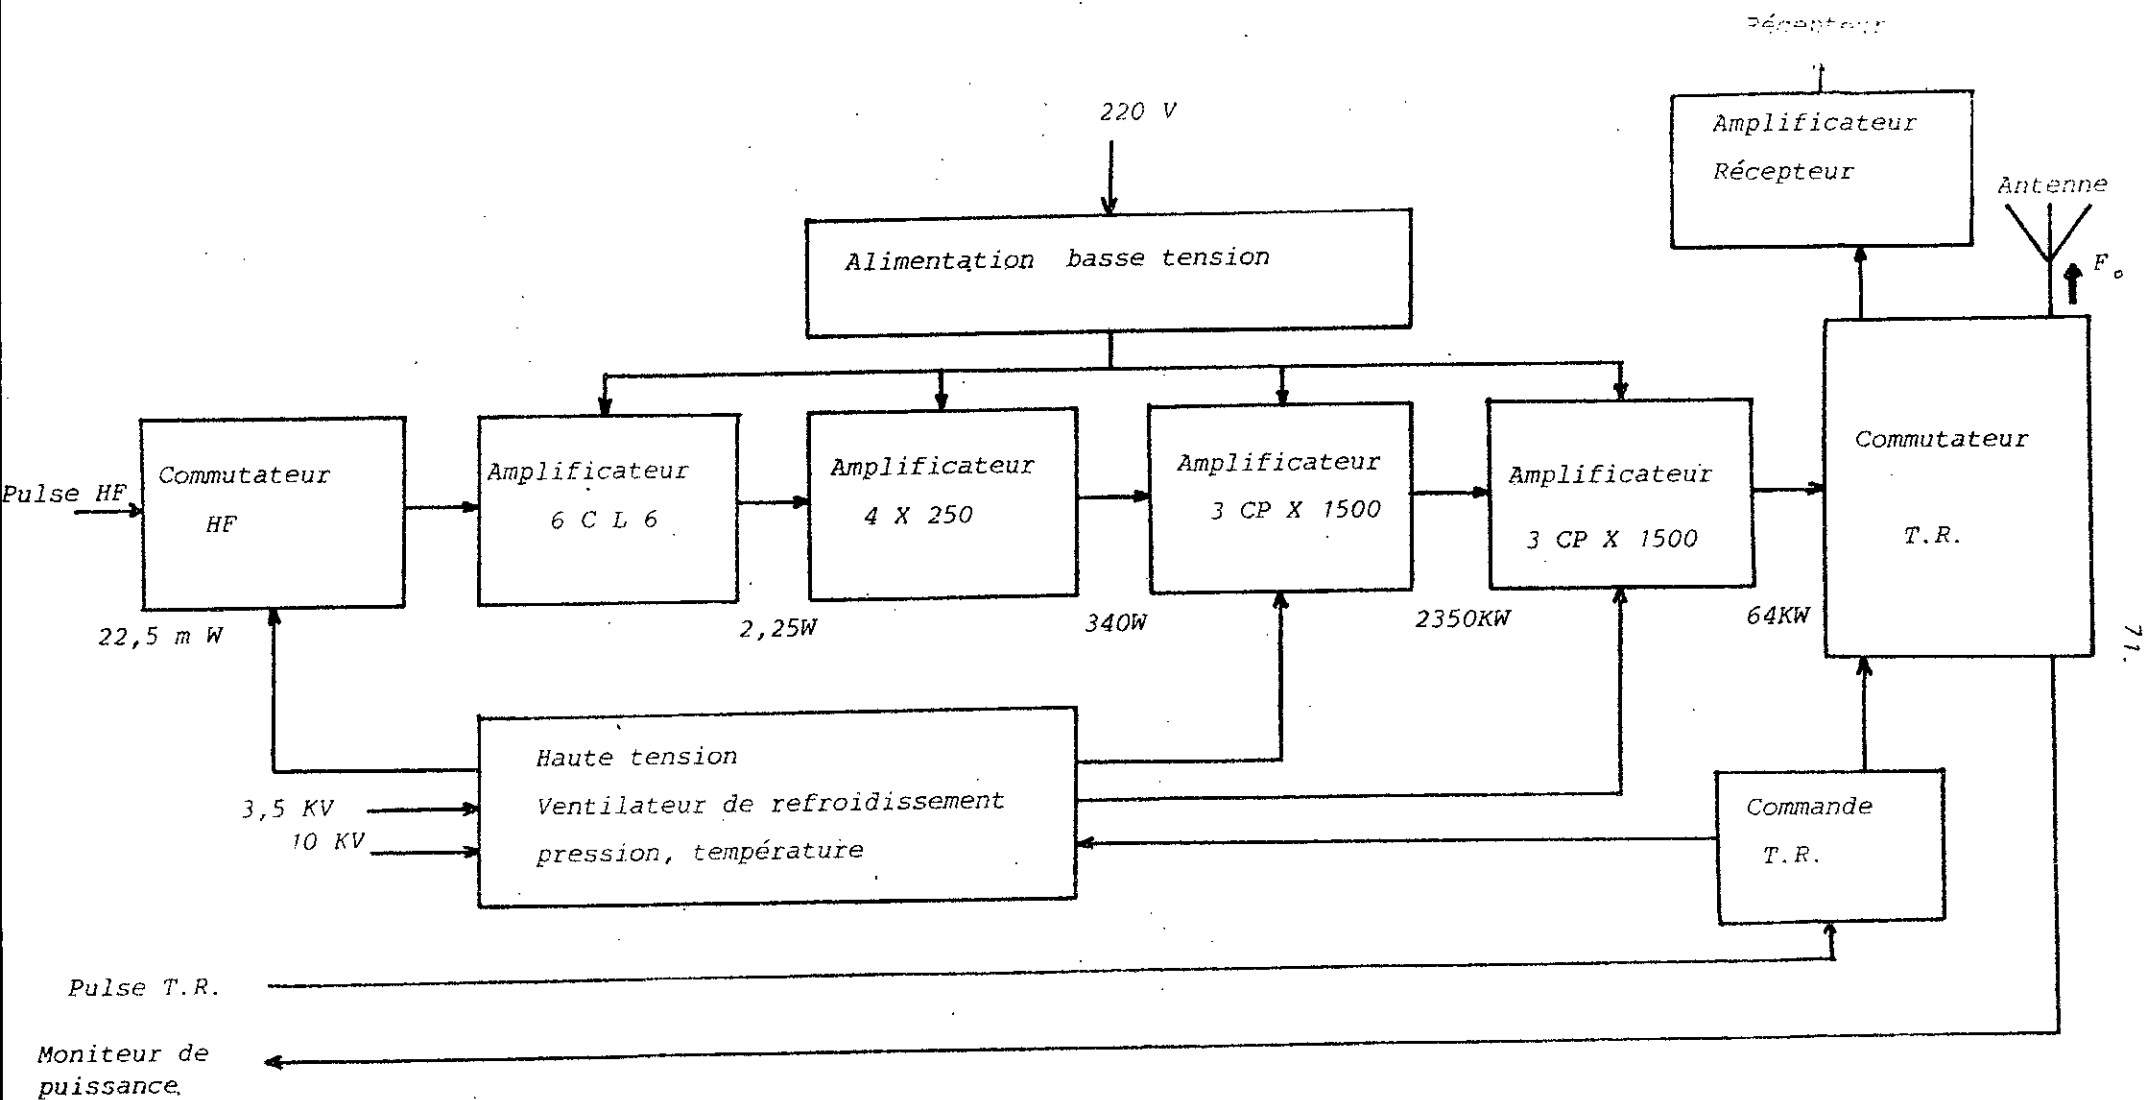 Récepteur
220 V
Amplificateur
Récepteur
Antenne
F o
Alimentation basse tension
Pulse HF
Commutateur
HF
Amplificateur
6 C L 6
Amplificateur
4 X 250
Amplificateur
3 CP X 1500
Amplificateur
3 CP X 1500
Commutateur
T.R.
22,5 m W
2,25W
340W
2350KW
64KW
71.
Haute tension
Ventilateur de refroidissement
pression, température
3,5 KV
10 KV
Commande
T.R.
Pulse T.R.
Moniteur de
puissance.